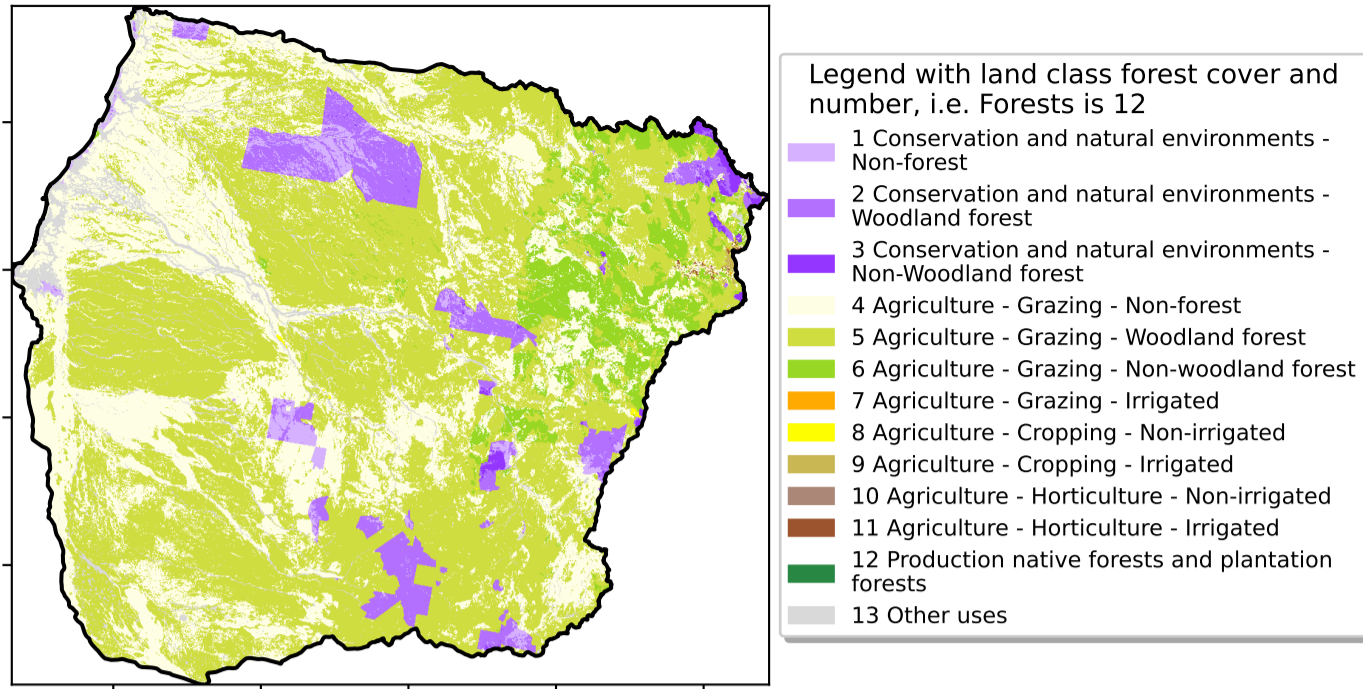 Legend with land class forest cover and
number, i.e. Forests is 12
1 Conservation and natural environments -
Non-forest
2 Conservation and natural environments -
Woodland forest
3 Conservation and natural environments -
Non-Woodland forest
4 Agriculture - Grazing - Non-forest
5 Agriculture - Grazing - Woodland forest
6 Agriculture - Grazing - Non-woodland forest
7 Agriculture - Grazing - Irrigated
8 Agriculture - Cropping - Non-irrigated
9 Agriculture - Cropping - Irrigated
10 Agriculture - Horticulture - Non-irrigated
11 Agriculture - Horticulture - Irrigated
12 Production native forests and plantation
forests
13 Other uses